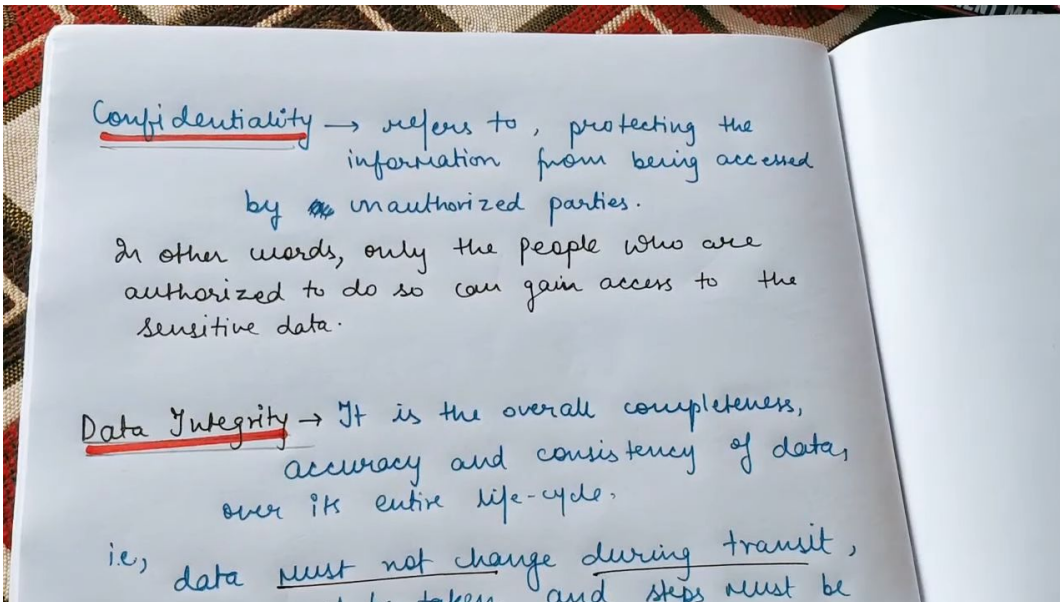 Confidentiality → refers to, protecting the
information from being accessed
by unauthorized parties.
In other words, only the people who are
authorized to do so can gain access to the
sensitive data.
Data Integrity → It is the overall completeness,
accuracy and consistency of data,
over its entire life-cycle.
i.e, data must not change during transit,
taken and steps must be